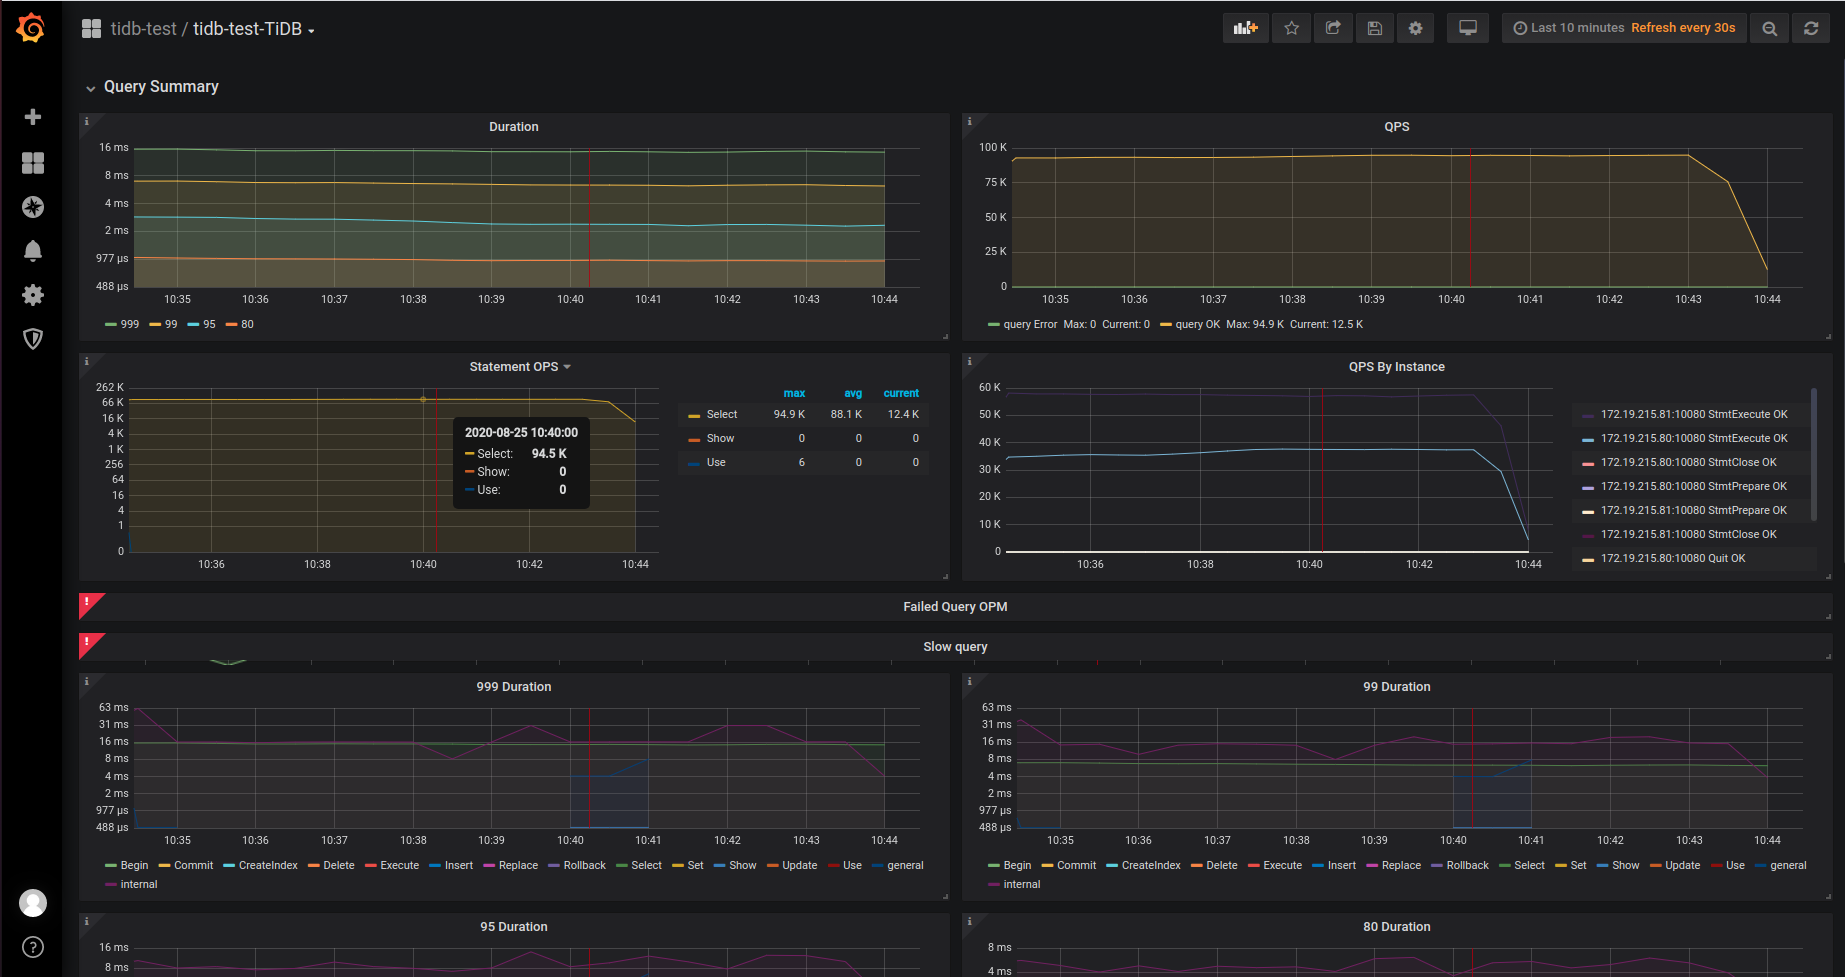 tidb-test / tidb-test-TiDB
Last 10 minutes Refresh every 30s
Query Summary
Duration
16 ms
8 ms
4 ms
2 ms
977 µs
488 µs
10:35 10:36 10:37 10:38 10:39 10:40 10:41 10:42 10:43 10:44
999 99 95 80
QPS
100 K
75 K
50 K
25 K
0
10:35 10:36 10:37 10:38 10:39 10:40 10:41 10:42 10:43 10:44
query Error Max: 0 Current: 0 query OK Max: 94.9 K Current: 12.5 K
Statement OPS
262 K
66 K
16 K
4 K
1 K
256
64
16
4
1
0
10:36 10:38 10:40 10:42 10:44
2020-08-25 10:40:00
Select: 94.5 K
Show: 0
Use: 0
max avg current
Select 94.9 K 88.1 K 12.4 K
Show 0 0 0
Use 6 0 0
QPS By Instance
60 K
50 K
40 K
30 K
20 K
10 K
0
10:36 10:38 10:40 10:42 10:44
172.19.215.81:10080 StmtExecute OK
172.19.215.80:10080 StmtExecute OK
172.19.215.80:10080 StmtClose OK
172.19.215.80:10080 StmtPrepare OK
172.19.215.81:10080 StmtPrepare OK
172.19.215.81:10080 StmtClose OK
172.19.215.80:10080 Quit OK
Failed Query OPM
Slow query
999 Duration
63 ms
31 ms
16 ms
8 ms
4 ms
2 ms
977 µs
488 µs
10:35 10:36 10:37 10:38 10:39 10:40 10:41 10:42 10:43 10:44
Begin Commit CreateIndex Delete Execute Insert Replace Rollback Select Set Show Update Use general
internal
99 Duration
63 ms
31 ms
16 ms
8 ms
4 ms
2 ms
977 µs
488 µs
10:35 10:36 10:37 10:38 10:39 10:40 10:41 10:42 10:43 10:44
Begin Commit CreateIndex Delete Execute Insert Replace Rollback Select Set Show Update Use general
internal
95 Duration
16 ms
8 ms
80 Duration
8 ms
4 ms